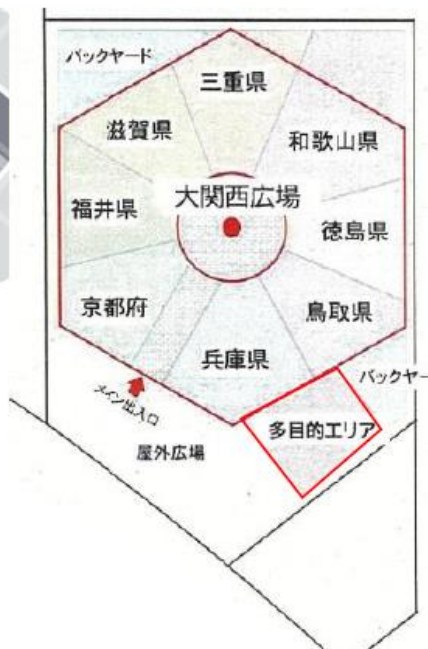 バックヤード
三重県
滋賀県
和歌山県
大関西広場
福井県
徳島県
京都府
鳥取県
兵庫県
バックヤー
メイン出入口
多目的エリア
屋外広場